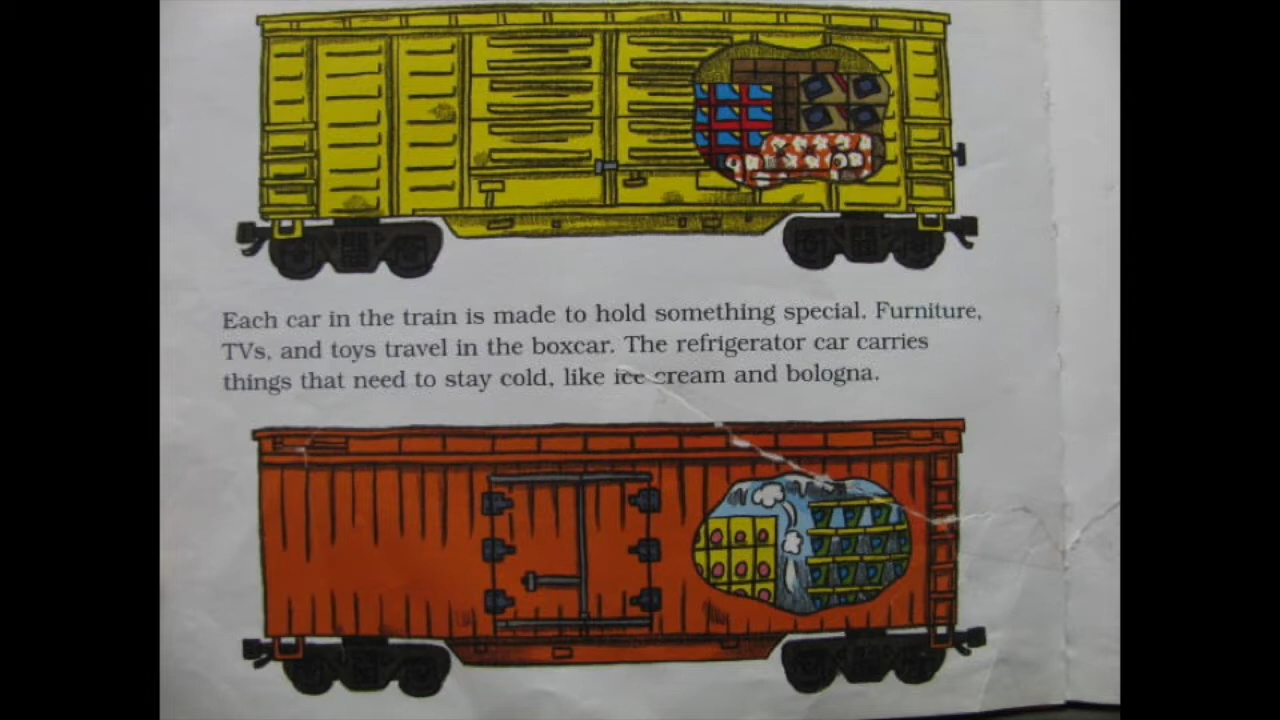 Each car in the train is made to hold something special. Furniture,
TVs, and toys travel in the boxcar. The refrigerator car carries
things that need to stay cold, like ice cream and bologna.